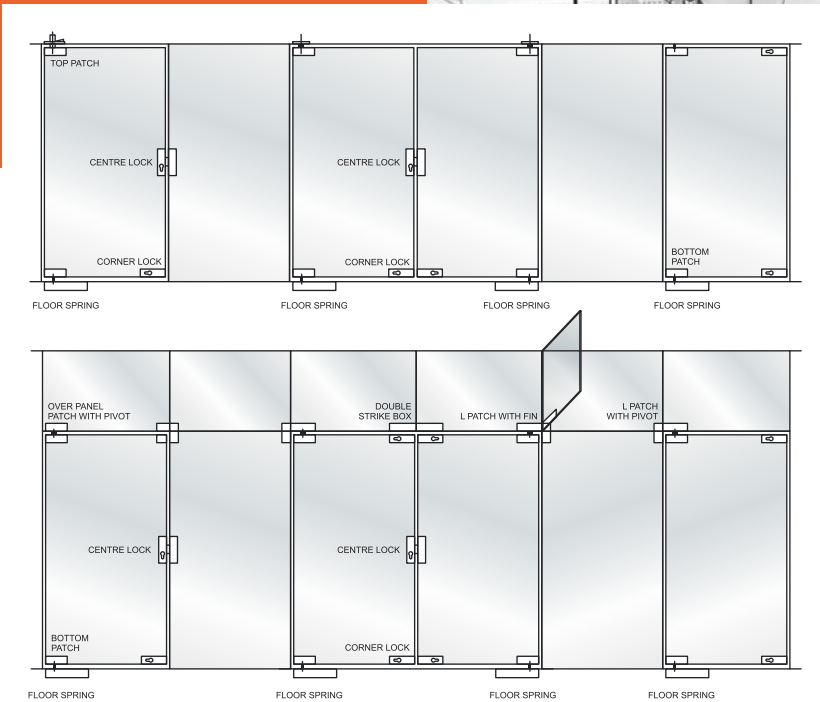 TOP PATCH
CENTRE LOCK
CENTRE LOCK
CORNER LOCK
CORNER LOCK
BOTTOM
PATCH
FLOOR SPRING
FLOOR SPRING
FLOOR SPRING
FLOOR SPRING
OVER PANEL
PATCH WITH PIVOT
DOUBLE
STRIKE BOX
L PATCH WITH FIN
L PATCH
WITH PIVOT
CENTRE LOCK
CENTRE LOCK
BOTTOM
PATCH
CORNER LOCK
FLOOR SPRING
FLOOR SPRING
FLOOR SPRING
FLOOR SPRING